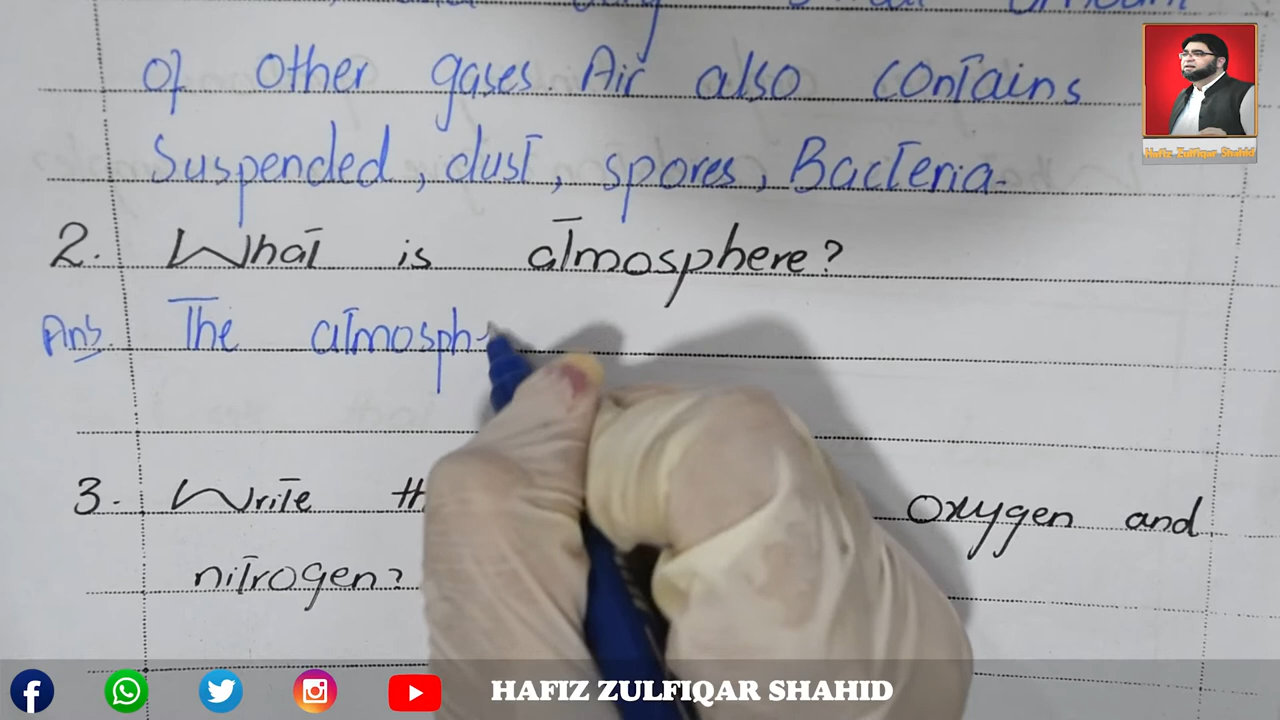 of other gases. Air also contains
Suspended, dust, spores, Bacteria.
2. What is atmosphere?
Ans. The atmosph
3. Write oxygen and
nitrogen?
Hafiz Zulfiqar Shahid
HAFIZ ZULFIQAR SHAHID